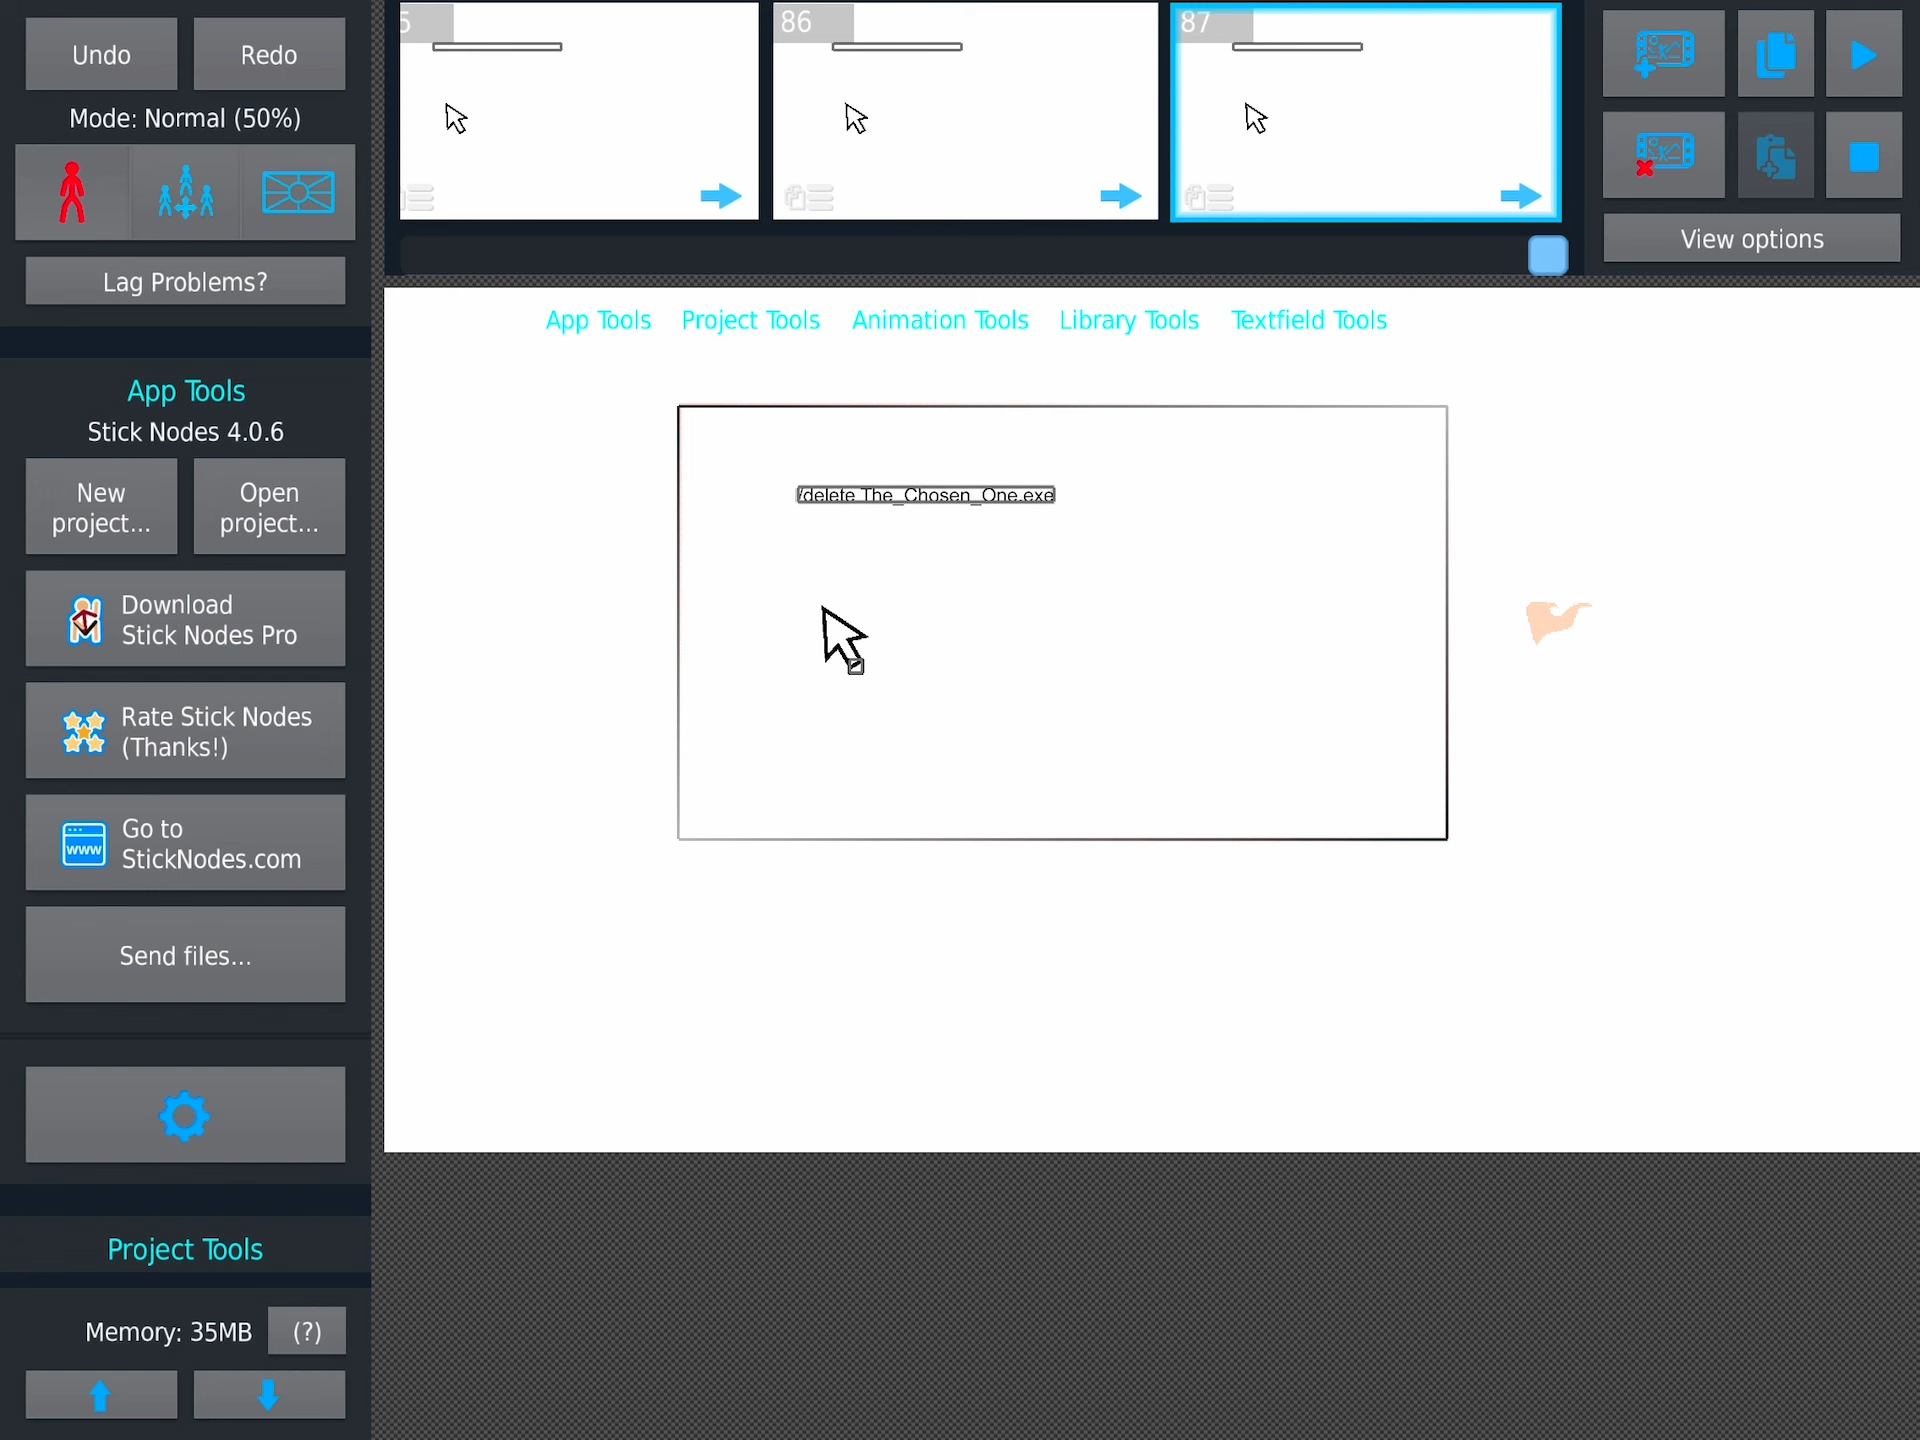 Undo
Redo
5
86
87
Mode: Normal (50%)
Lag Problems?
View options
App Tools
Project Tools
Animation Tools
Library Tools
Textfield Tools
App Tools
Stick Nodes 4.0.6
New
project...
Open
project...
/delete The_Chosen_One.exe
Download
Stick Nodes Pro
Rate Stick Nodes
(Thanks!)
www
Go to
StickNodes.com
Send files...
Project Tools
Memory: 35MB
(?)